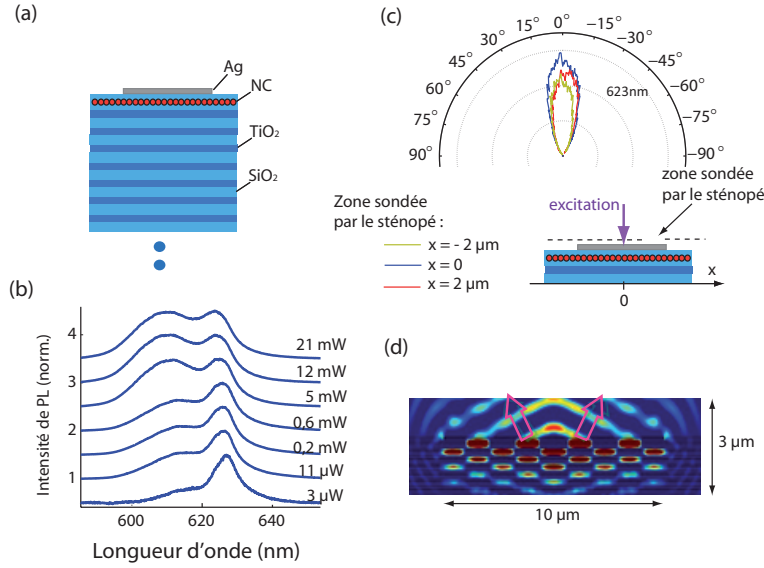 (a)
Ag
NC
TiO₂
SiO₂
(b)
Intensité de PL (norm.)
4
3
2
1
21 mW
12 mW
5 mW
0,6 mW
0,2 mW
11 µW
3 µW
600
620
640
Longueur d'onde (nm)
(c)
90°
75°
60°
45°
30°
15°
0°
−15°
−30°
−45°
−60°
−75°
−90°
623nm
zone sondée
par le sténopé
Zone sondée
par le sténopé :
x = - 2 µm
x = 0
x = 2 µm
excitation
x
0
(d)
3 µm
10 µm